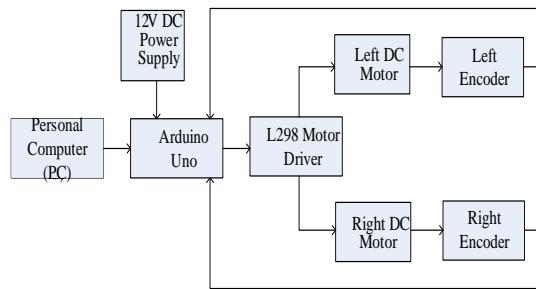 12V DC
Power
Supply
Left DC
Motor
Left
Encoder
Personal
Computer
(PC)
Arduino
Uno
L298 Motor
Driver
Right DC
Motor
Right
Encoder